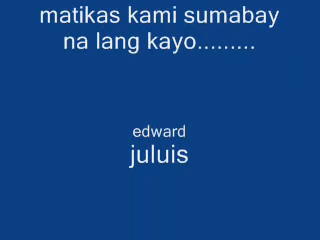 matikas kami sumabay
na lang kayo.........
edward
juluis